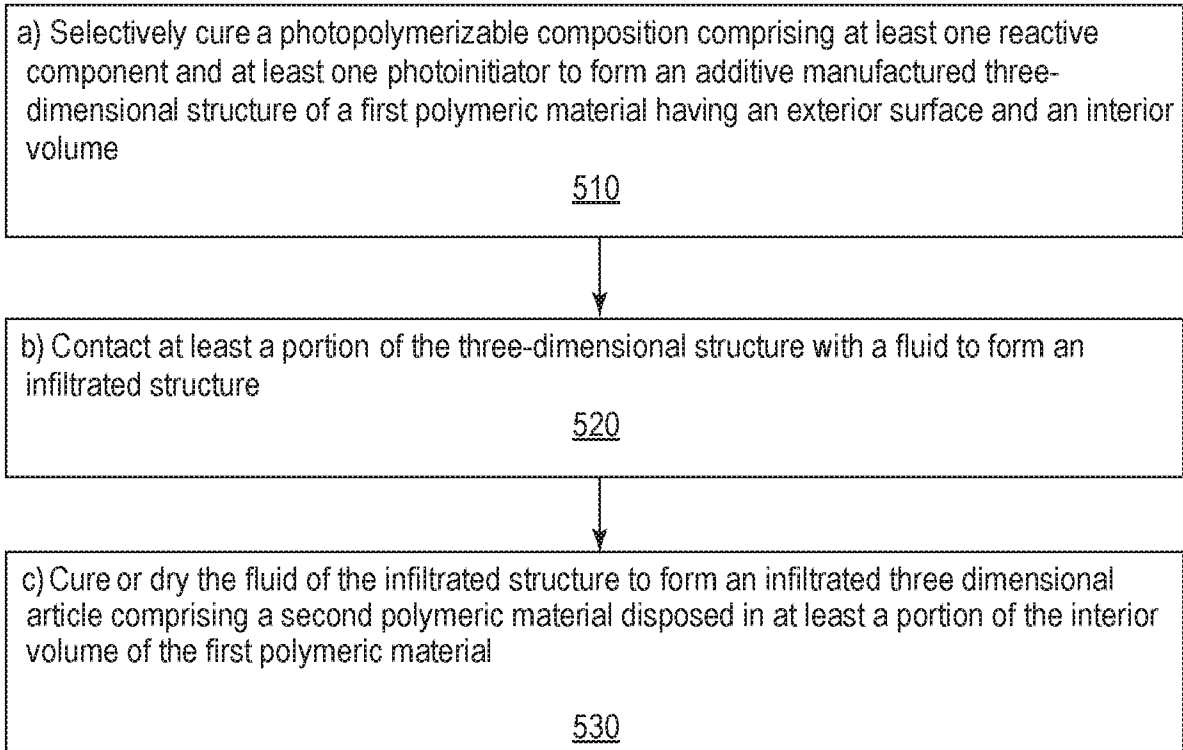 a) Selectively cure a photopolymerizable composition comprising at least one reactive
component and at least one photoinitiator to form an additive manufactured three-
dimensional structure of a first polymeric material having an exterior surface and an interior
volume
510
b) Contact at least a portion of the three-dimensional structure with a fluid to form an
infiltrated structure
520
c) Cure or dry the fluid of the infiltrated structure to form an infiltrated three dimensional
article comprising a second polymeric material disposed in at least a portion of the interior
volume of the first polymeric material
530